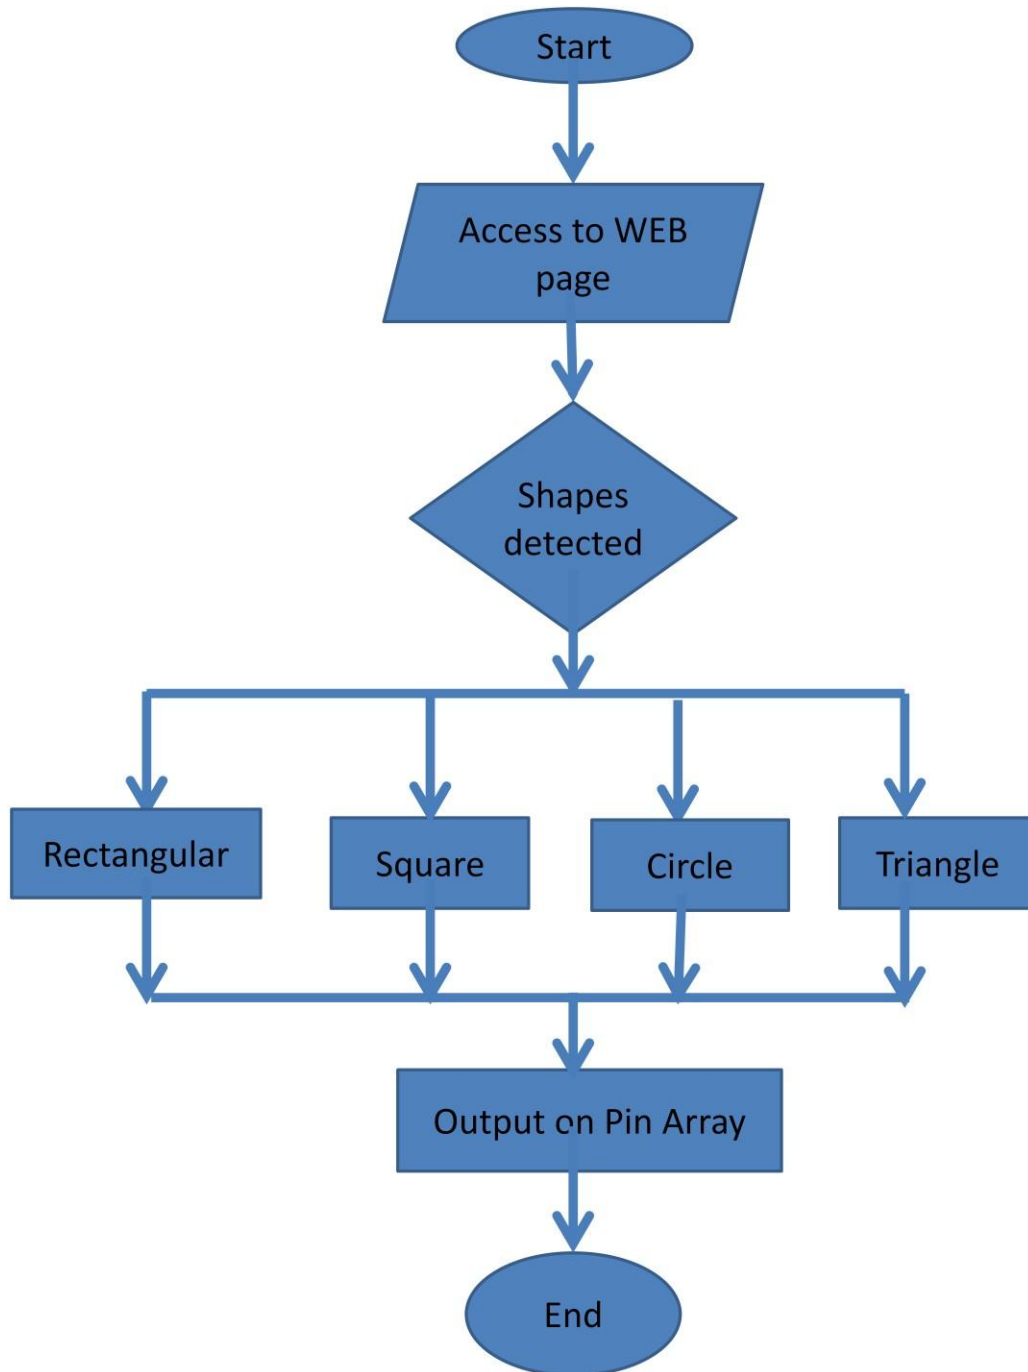 Start
Access to WEB
page
Shapes
detected
Rectangular
Square
Circle
Triangle
Output on Pin Array
End